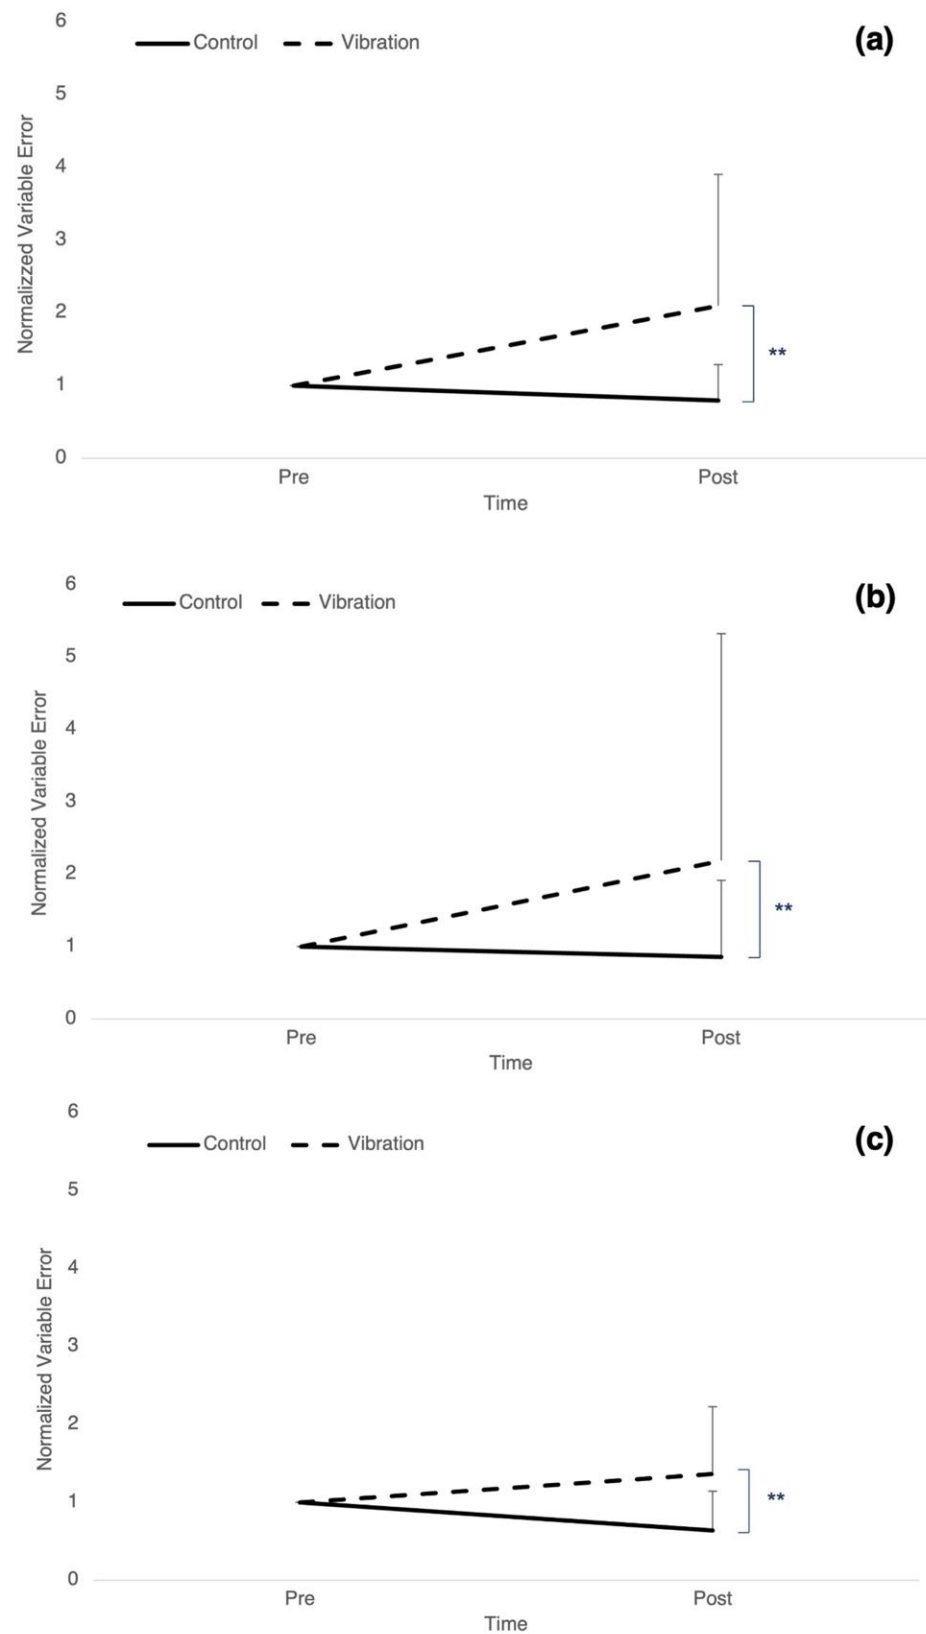 6
Control Vibration
(a)
5
4
3
2
1
0
Normalizzed Variable Error
**
Pre Post
Time
6
Control Vibration
(b)
5
4
3
2
1
0
Normalized Variable Error
**
Pre Post
Time
6
Control Vibration
(c)
5
4
3
2
1
0
Normalized Variable Error
**
Pre Post
Time